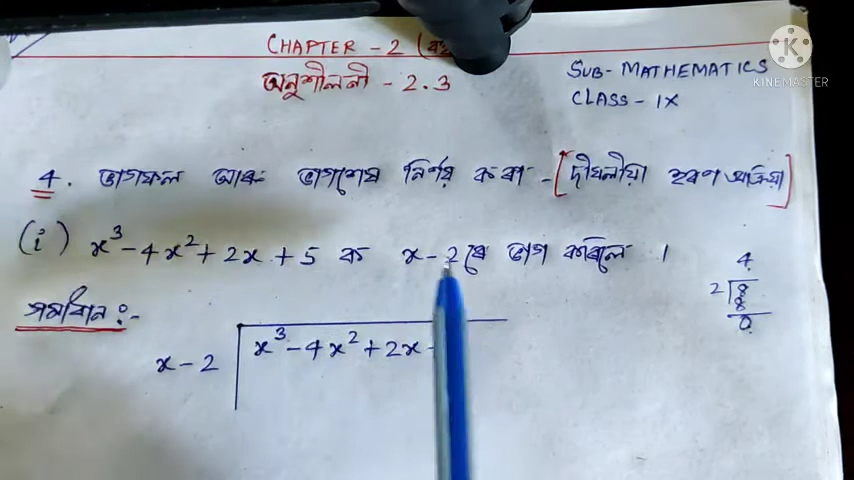 CHAPTER - 2
অনুশীলনী - 2.3
SUB- MATHEMATICS
CLASS - IX
KINEMASTER
4. ভাগফল আৰু ভাগশেষ নিৰ্ণয় কৰা - [দীঘলীয়া হৰণ প্ৰক্ৰিয়া]
(i) x³ - 4x² + 2x + 5 ক x - 2 ৰে ভাগ কৰিলে ।
4
2 8
8
0
সমাধান :-
x - 2 x³ - 4x² + 2x